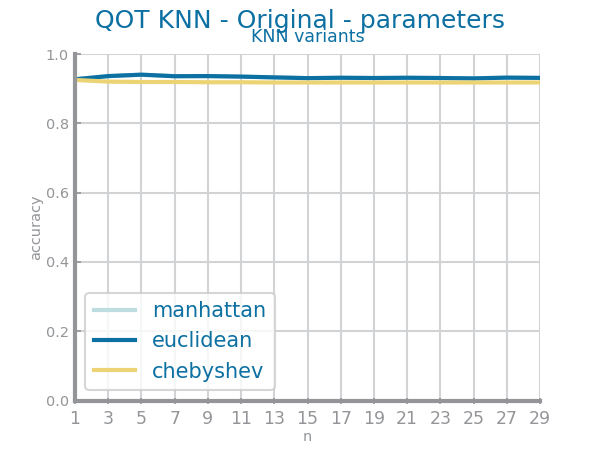 QOT KNN - Original - parameters
KNN variants
1.0
0.8
0.6
0.4
0.2
0.0
accuracy
manhattan
euclidean
chebyshev
1 3 5 7 9 11 13 15 17 19 21 23 25 27 29
n